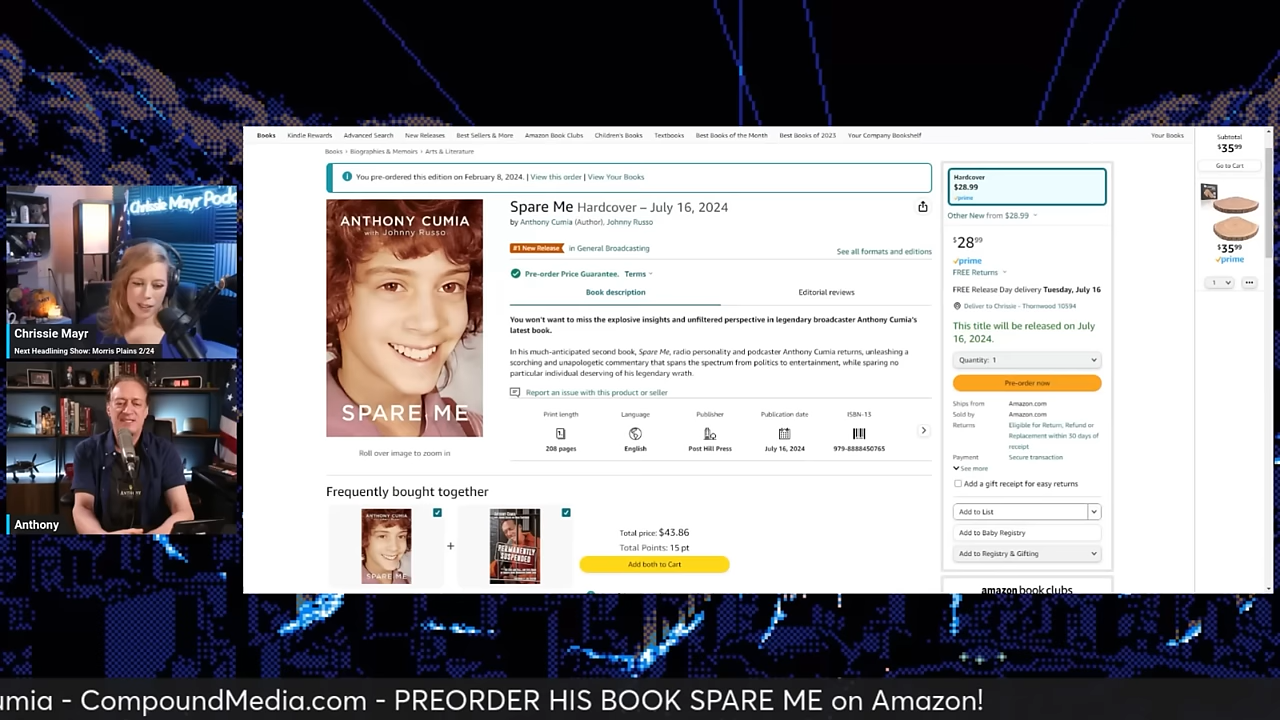 Books Kindle Rewards Advanced Search New Releases Best Sellers & More Amazon Book Clubs Children's Books Textbooks Best Books of the Month Best Books of 2023 Your Company Bookshelf Your Books
Books › Biographies & Memoirs › Arts & Literature
You pre-ordered this edition on February 8, 2024. | View this order | View Your Books
ANTHONY CUMIA
with Johnny Russo
SPARE ME
Roll over image to zoom in
Spare Me Hardcover – July 16, 2024
by Anthony Cumia (Author), Johnny Russo
#1 New Release in General Broadcasting
See all formats and editions
Pre-order Price Guarantee. Terms
Book description Editorial reviews
You won't want to miss the explosive insights and unfiltered perspective in legendary broadcaster Anthony Cumia's
latest book.
In his much-anticipated second book, Spare Me, radio personality and podcaster Anthony Cumia returns, unleashing a
scorching and unapologetic commentary that spans the spectrum from politics to entertainment, while sparing no
particular individual deserving of his legendary wrath.
Report an issue with this product or seller
Print length Language Publisher Publication date ISBN-13
208 pages English Post Hill Press July 16, 2024 979-8888450765
Frequently bought together
ANTHONY CUMIA
SPARE ME
+
PERMANENTLY
SUSPENDED
Total price: $43.86
Total Points: 15 pt
Add both to Cart
Hardcover
$28.99
prime
Other New from $28.99
$28 99
prime
FREE Returns
FREE Release Day delivery Tuesday, July 16
Deliver to Chrissie - Thornwood 10594
This title will be released on July
16, 2024.
Quantity: 1
Pre-order now
Ships from Amazon.com
Sold by Amazon.com
Returns Eligible for Return, Refund or
Replacement within 30 days of
receipt
Payment Secure transaction
See more
Add a gift receipt for easy returns
Add to List
Add to Baby Registry
Add to Registry & Gifting
amazon book clubs
Subtotal
$35 99
Go to Cart
$35 99
prime
1
Chrissie Mayr Podc
Chrissie Mayr
Next Headlining Show: Morris Plains 2/24
Anthony
umia - CompoundMedia.com - PREORDER HIS BOOK SPARE ME on Amazon!